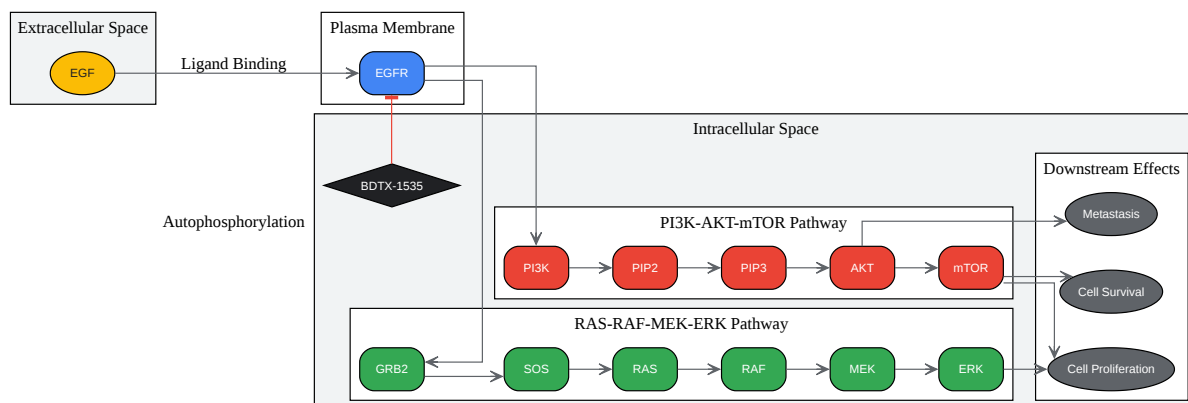 Extracellular Space
EGF
Ligand Binding
Plasma Membrane
EGFR
Intracellular Space
BDTX-1535
Autophosphorylation
PI3K-AKT-mTOR Pathway
PI3K
PIP2
PIP3
AKT
mTOR
RAS-RAF-MEK-ERK Pathway
GRB2
SOS
RAS
RAF
MEK
ERK
Downstream Effects
Metastasis
Cell Survival
Cell Proliferation